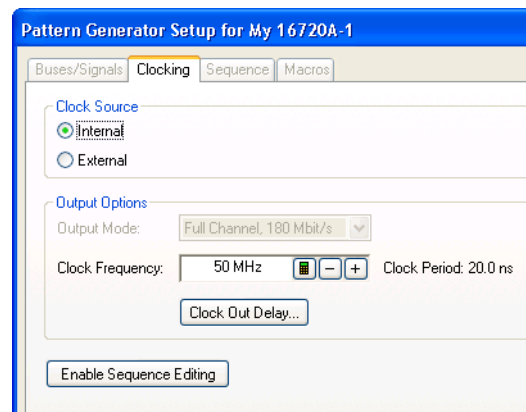 Pattern Generator Setup for My 16720A-1
Buses/Signals Clocking Sequence Macros
Clock Source
Internal
External
Output Options
Output Mode: Full Channel, 180 Mbit/s
Clock Frequency: 50 MHz − + Clock Period: 20.0 ns
Clock Out Delay...
Enable Sequence Editing